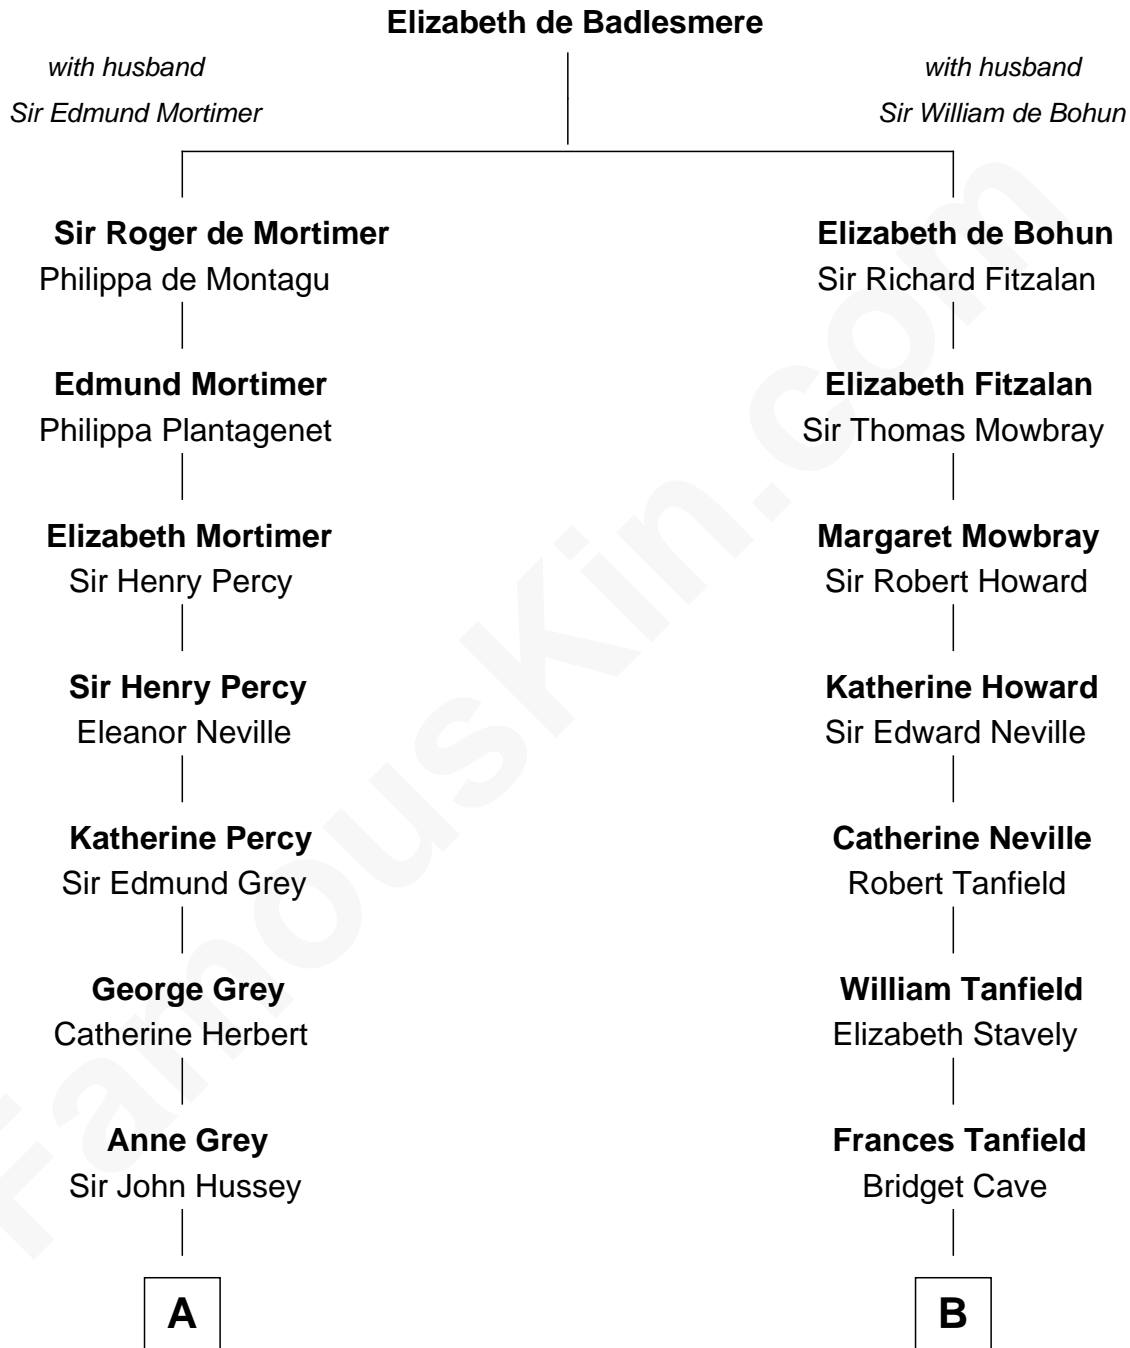 Elizabeth de Badlesmere
with husband
Sir Edmund Mortimer
with husband
Sir William de Bohun
Sir Roger de Mortimer
Philippa de Montagu
Elizabeth de Bohun
Sir Richard Fitzalan
Edmund Mortimer
Philippa Plantagenet
Elizabeth Fitzalan
Sir Thomas Mowbray
Elizabeth Mortimer
Sir Henry Percy
Margaret Mowbray
Sir Robert Howard
Sir Henry Percy
Eleanor Neville
Katherine Howard
Sir Edward Neville
Katherine Percy
Sir Edmund Grey
Catherine Neville
Robert Tanfield
George Grey
Catherine Herbert
William Tanfield
Elizabeth Stavely
Anne Grey
Sir John Hussey
Frances Tanfield
Bridget Cave
A
B
FamousKin.com